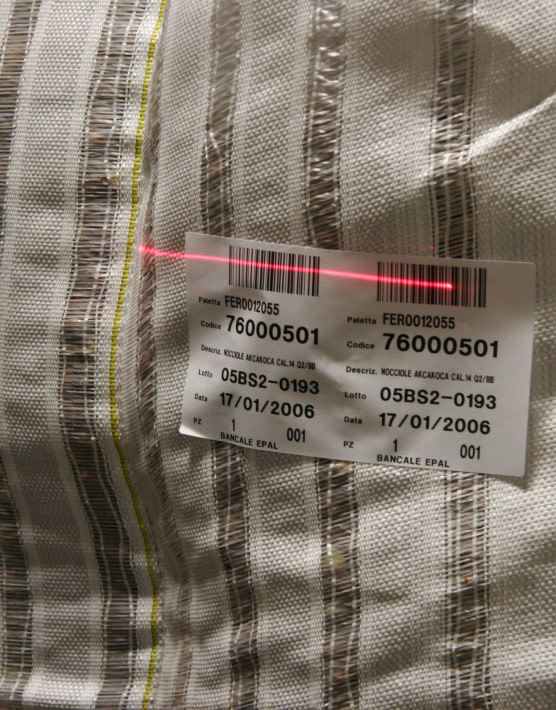 Paletta FER0012055
Codice 76000501
Descriz. NOCCIOLE AKCAKOCA CAL.14 Q2/BB
Lotto 05BS2-0193
Data 17/01/2006
PZ 1 001
BANCALE EPAL
Paletta FER0012055
Codice 76000501
Descriz. NOCCIOLE AKCAKOCA CAL.14 Q2/BB
Lotto 05BS2-0193
Data 17/01/2006
PZ 1 001
BANCALE EPAL